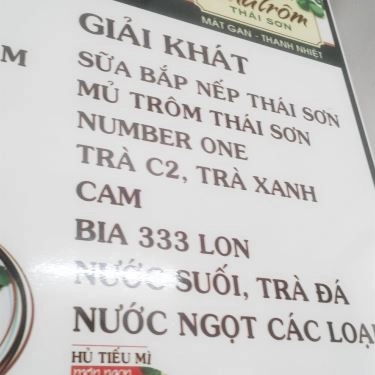 THÁI SƠN
MÁT GAN - THANH NHIỆT
GIẢI KHÁT
M
SỮA BẮP NẾP THÁI SƠN
MỦ TRÔM THÁI SƠN
NUMBER ONE
TRÀ C2, TRÀ XANH
CAM
BIA 333 LON
NƯỚC SUỐI, TRÀ ĐÁ
NƯỚC NGỌT CÁC LOẠI
HỦ TIẾU MÌ
món ngon